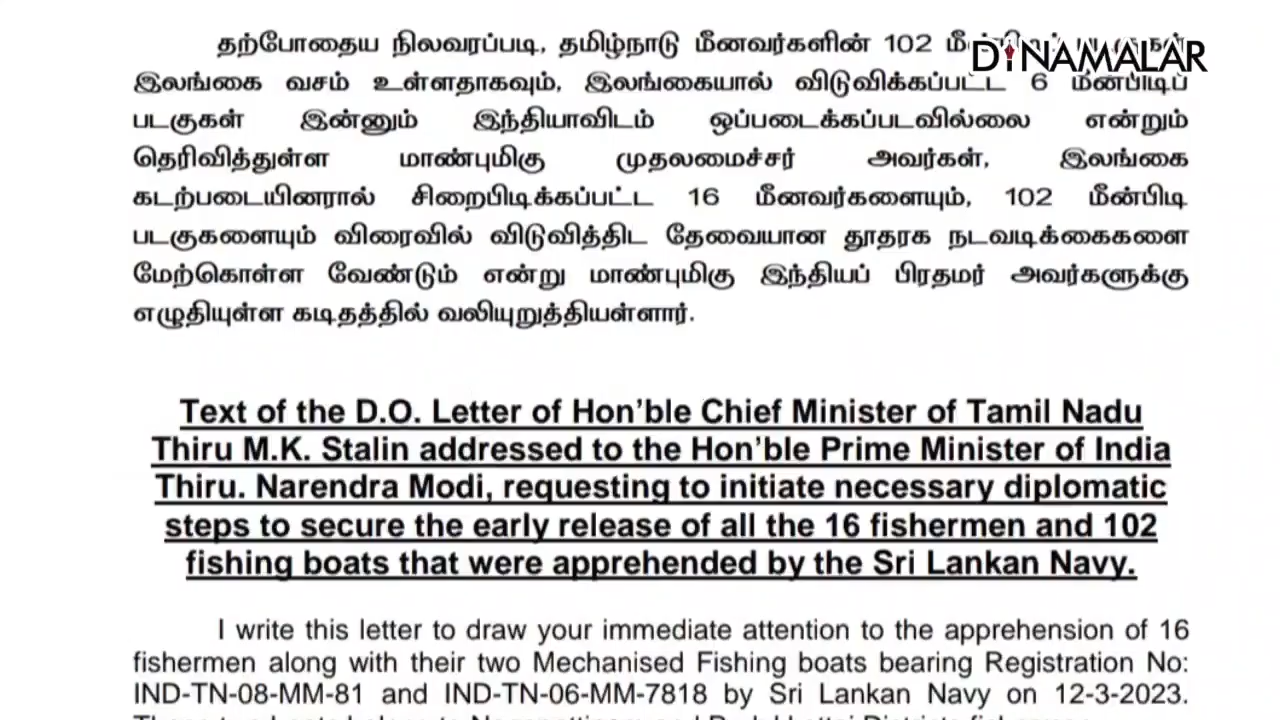 தற்போதைய நிலவரப்படி, தமிழ்நாடு மீனவர்களின் 102
DINAMALAR
இலங்கை வசம் உள்ளதாகவும், இலங்கையால் விடுவிக்கப்பட்ட 6 மீன்பிடிப்
படகுகள் இன்னும் இந்தியாவிடம் ஒப்படைக்கப்படவில்லை என்றும்
தெரிவித்துள்ள மாண்புமிகு முதலமைச்சர் அவர்கள், இலங்கை
கடற்படையினரால் சிறைபிடிக்கப்பட்ட 16 மீனவர்களையும், 102 மீன்பிடி
படகுகளையும் விரைவில் விடுவித்திட தேவையான தூதரக நடவடிக்கைகளை
மேற்கொள்ள வேண்டும் என்று மாண்புமிகு இந்தியப் பிரதமர் அவர்களுக்கு
எழுதியுள்ள கடிதத்தில் வலியுறுத்தியள்ளார்.
Text of the D.O. Letter of Hon'ble Chief Minister of Tamil Nadu
Thiru M.K. Stalin addressed to the Hon'ble Prime Minister of India
Thiru. Narendra Modi, requesting to initiate necessary diplomatic
steps to secure the early release of all the 16 fishermen and 102
fishing boats that were apprehended by the Sri Lankan Navy.
I write this letter to draw your immediate attention to the apprehension of 16
fishermen along with their two Mechanised Fishing boats bearing Registration No:
IND-TN-08-MM-81 and IND-TN-06-MM-7818 by Sri Lankan Navy on 12-3-2023.